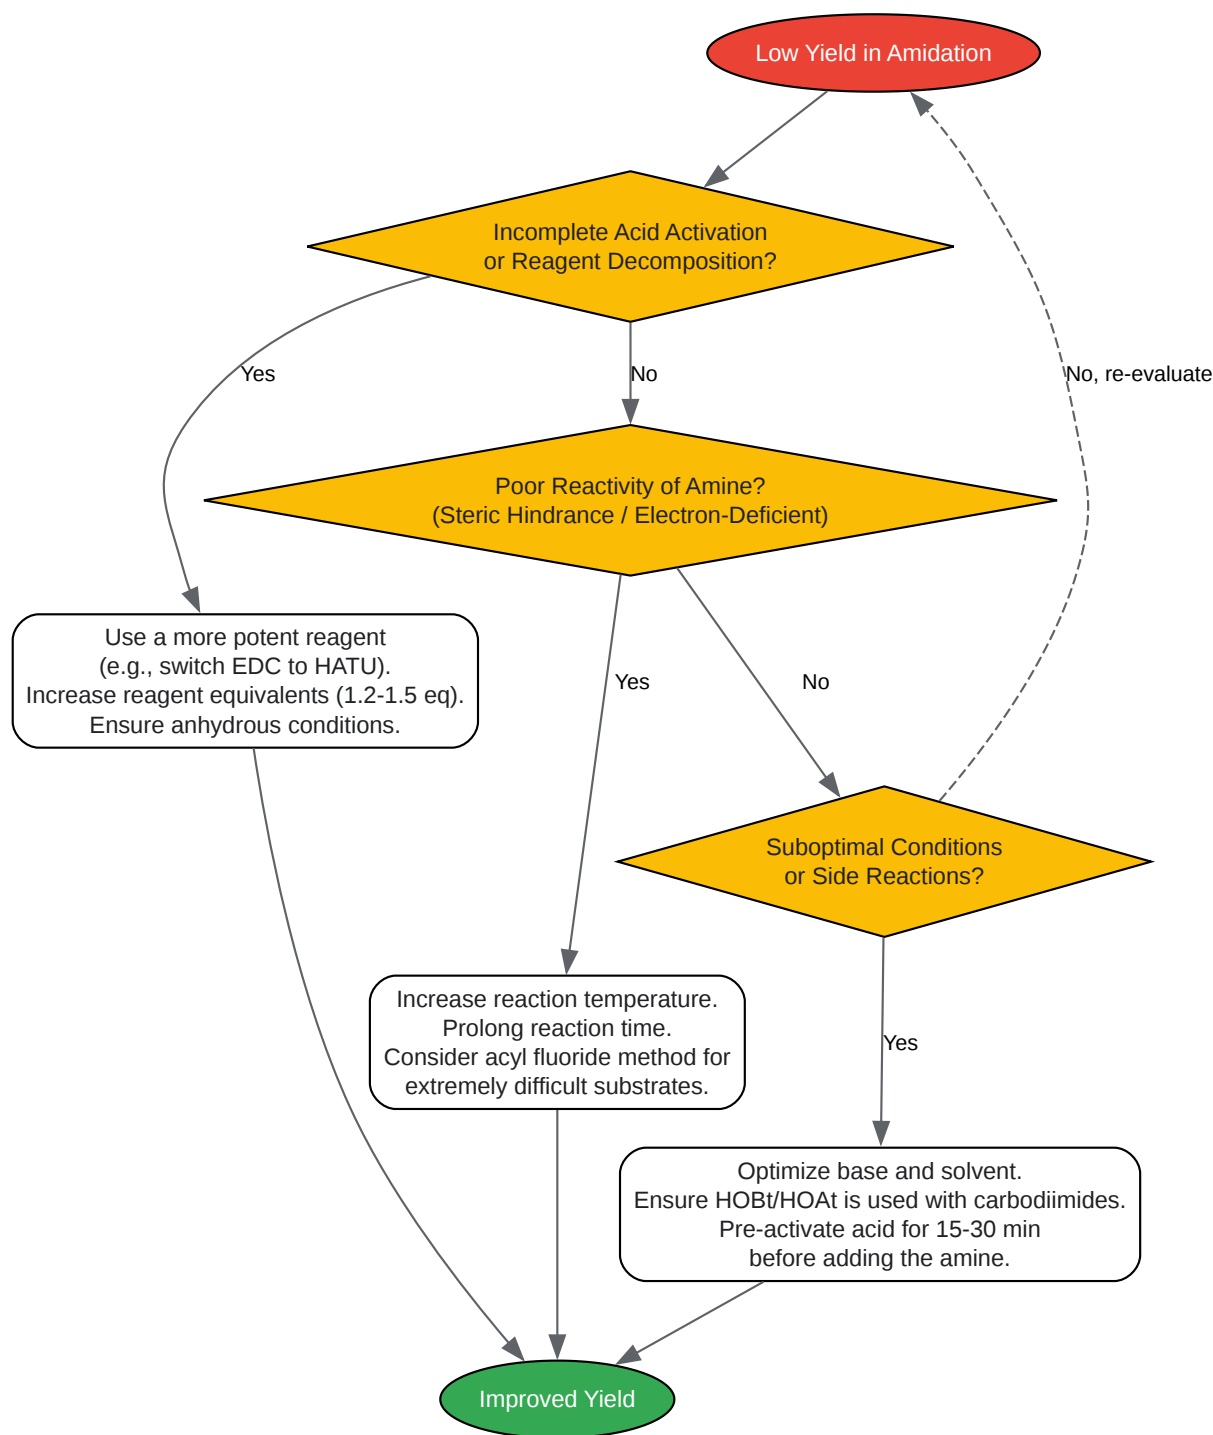 Low Yield in Amidation
Incomplete Acid Activation
or Reagent Decomposition?
Yes
No
No, re-evaluate
Poor Reactivity of Amine?
(Steric Hindrance / Electron-Deficient)
Use a more potent reagent
(e.g., switch EDC to HATU).
Increase reagent equivalents (1.2-1.5 eq).
Ensure anhydrous conditions.
Yes
No
Suboptimal Conditions
or Side Reactions?
Increase reaction temperature.
Prolong reaction time.
Consider acyl fluoride method for
extremely difficult substrates.
Yes
Optimize base and solvent.
Ensure HOBt/HOAt is used with carbodiimides.
Pre-activate acid for 15-30 min
before adding the amine.
Improved Yield